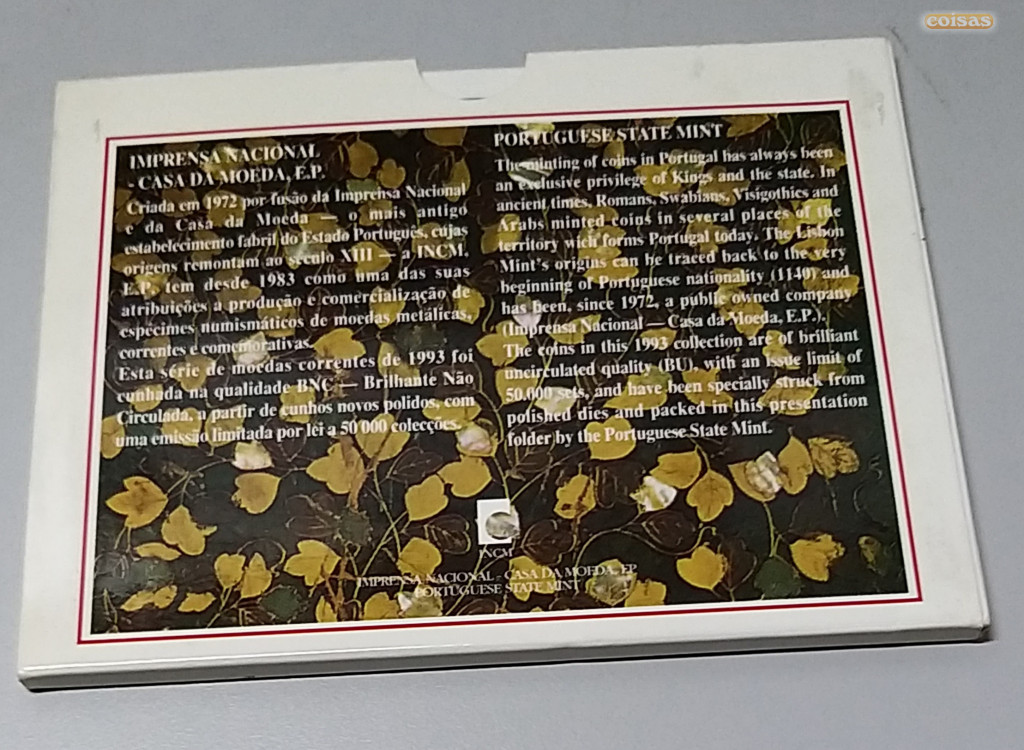 coisas
IMPRENSA NACIONAL
- CASA DA MOEDA, E.P.
Criada em 1972 por fusão da Imprensa Nacional
e da Casa da Moeda — o mais antigo
estabelecimento fabril do Estado Português, cujas
origens remontam ao século XIII — a INCM,
E.P. tem desde 1983 como uma das suas
atribuições a produção e comercialização de
espécimes numismáticos de moedas metálicas,
correntes e comemorativas.
Esta série de moedas correntes de 1993 foi
cunhada na qualidade BNC — Brilhante Não
Circulada, a partir de cunhos novos polidos, com
uma emissão limitada por lei a 50 000 colecções.
PORTUGUESE STATE MINT
The minting of coins in Portugal has always been
an exclusive privilege of Kings and the state. In
ancient times, Romans, Swabians, Visigothics and
Arabs minted coins in several places of the
territory wich forms Portugal today. The Lisbon
Mint's origins can be traced back to the very
beginning of Portuguese nationality (1140) and
has been, since 1972, a public owned company
(Imprensa Nacional — Casa da Moeda, E.P.).
The coins in this 1993 collection are of brilliant
uncirculated quality (BU), with an issue limit of
50.000 sets, and have been specially struck from
polished dies and packed in this presentation
folder by the Portuguese State Mint.
INCM
IMPRENSA NACIONAL - CASA DA MOEDA, EP
PORTUGUESE STATE MINT